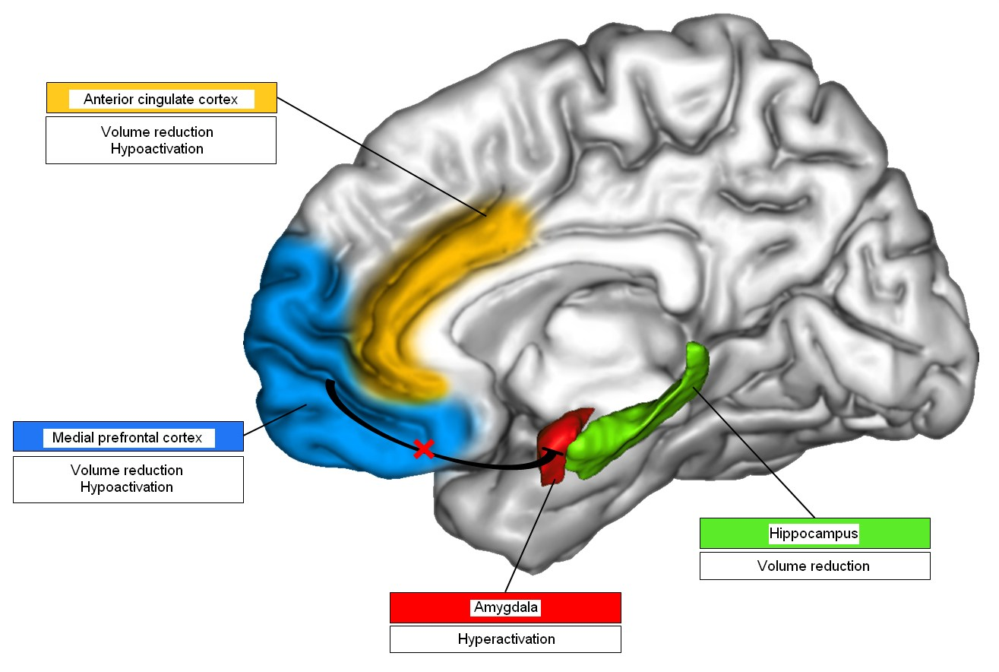 Anterior cingulate cortex
Volume reduction
Hypoactivation
Medial prefrontal cortex
Volume reduction
Hypoactivation
Hippocampus
Volume reduction
Amygdala
Hyperactivation